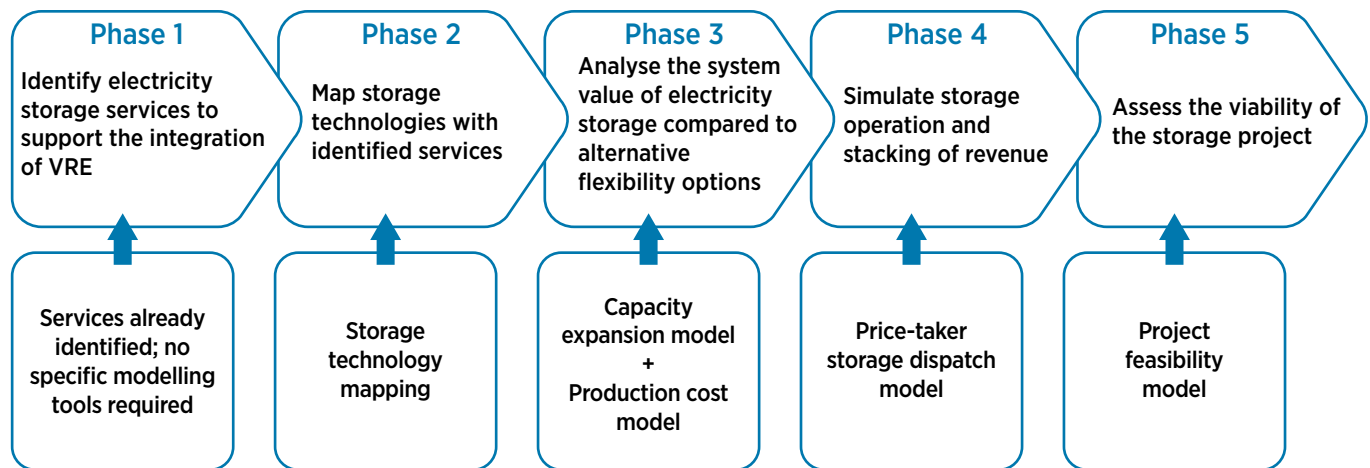 Phase 1
Identify electricity
storage services to
support the integration
of VRE
Phase 2
Map storage
technologies with
identified services
Phase 3
Analyse the system
value of electricity
storage compared to
alternative
flexibility options
Phase 4
Simulate storage
operation and
stacking of revenue
Phase 5
Assess the viability of
the storage project
Services already
identified; no
specific modelling
tools required
Storage
technology
mapping
Capacity
expansion model
+
Production cost
model
Price-taker
storage dispatch
model
Project
feasibility
model